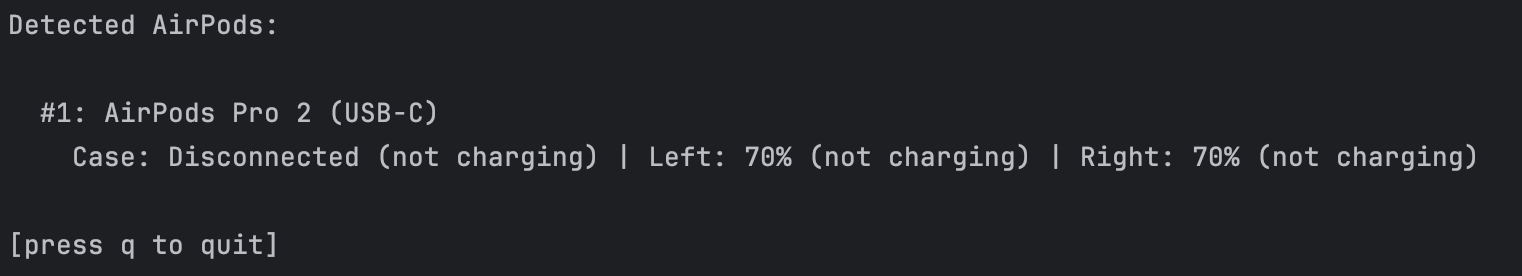 Detected AirPods:
#1: AirPods Pro 2 (USB-C)
Case: Disconnected (not charging) | Left: 70% (not charging) | Right: 70% (not charging)
[press q to quit]